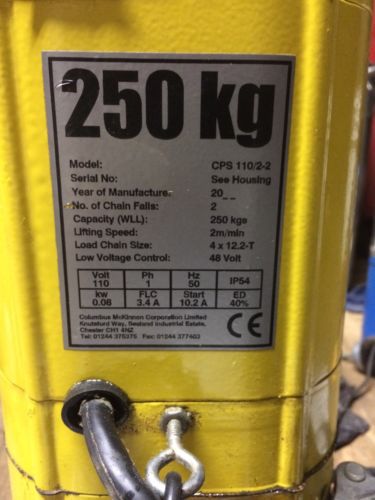 250 kg
Model: CPS 110/2-2
Serial No: See Housing
Year of Manufacture: 20_ _
No. of Chain Falls: 2
Capacity (WLL): 250 kgs
Lifting Speed: 2m/min
Load Chain Size: 4 x 12.2-T
Low Voltage Control: 48 Volt
Volt Ph Hz IP54
110 1 50
kw FLC Start ED
0.08 3.4 A 10.2 A 40%
Columbus McKinnon Corporation Limited
Knutsford Way, Sealand Industrial Estate,
Chester CH1 4NZ
Tel: 01244 375375 Fax: 01244 377403
CE